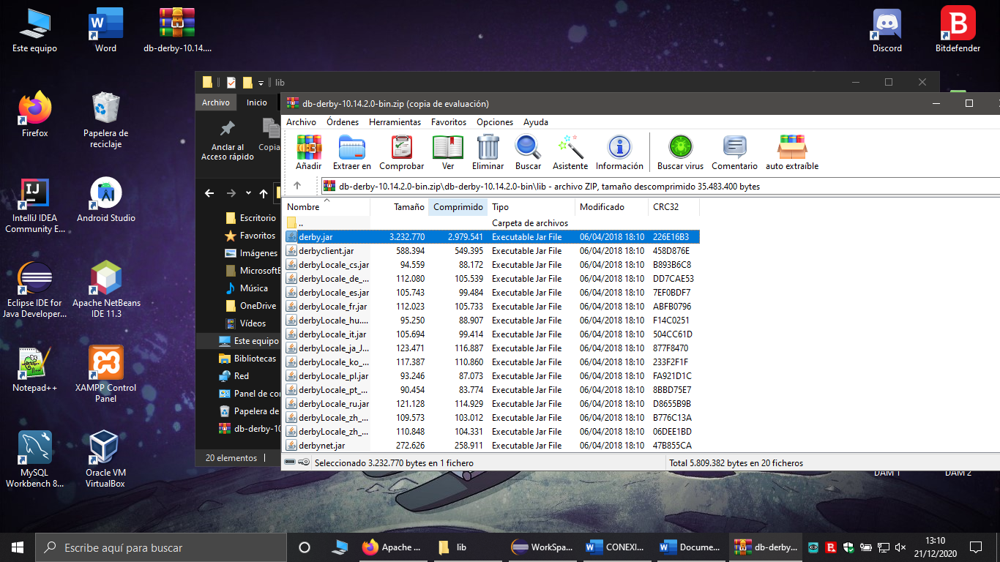 Este equipo
Word
db-derby-10.14....
Discord
Bitdefender
Firefox
Papelera de
reciclaje
IntelliJ IDEA
Community E...
Android Studio
Eclipse IDE for
Java Developer...
Apache NetBeans
IDE 11.3
Notepad++
XAMPP Control
Panel
MySQL
Workbench 8...
Oracle VM
VirtualBox
DAM 1
DAM 2
lib
Archivo
Inicio
Anclar al
Acceso rápido
Copia
Escritorio
Favoritos
Imágenes
MicrosoftE
Música
OneDrive
Vídeos
Este equipo
Bibliotecas
Red
Panel de co
Papelera de
db-derby-10
20 elementos
db-derby-10.14.2.0-bin.zip (copia de evaluación)
Archivo Órdenes Herramientas Favoritos Opciones Ayuda
Añadir Extraer en Comprobar Ver Eliminar Buscar Asistente Información Buscar virus Comentario auto extraíble
db-derby-10.14.2.0-bin.zip\db-derby-10.14.2.0-bin\lib - archivo ZIP, tamaño descomprimido 35.483.400 bytes
Nombre Tamaño Comprimido Tipo Modificado CRC32
.. Carpeta de archivos
derby.jar 3.232.770 2.979.541 Executable Jar File 06/04/2018 18:10 226E16B3
derbyclient.jar 588.394 549.395 Executable Jar File 06/04/2018 18:10 458D876E
derbyLocale_cs.jar 94.559 88.172 Executable Jar File 06/04/2018 18:10 B893B6C8
derbyLocale_de_... 112.080 105.539 Executable Jar File 06/04/2018 18:10 DD7CAE53
derbyLocale_es.jar 105.743 99.484 Executable Jar File 06/04/2018 18:10 7EF0BDF7
derbyLocale_fr.jar 112.023 105.733 Executable Jar File 06/04/2018 18:10 ABFB0796
derbyLocale_hu.... 95.250 88.907 Executable Jar File 06/04/2018 18:10 F14C0251
derbyLocale_it.jar 105.694 99.414 Executable Jar File 06/04/2018 18:10 504CC61D
derbyLocale_ja_J... 123.471 116.887 Executable Jar File 06/04/2018 18:10 877F8470
derbyLocale_ko_... 117.387 110.860 Executable Jar File 06/04/2018 18:10 233F2F1F
derbyLocale_pl.jar 93.246 87.073 Executable Jar File 06/04/2018 18:10 FA921D1C
derbyLocale_pt_... 90.454 83.774 Executable Jar File 06/04/2018 18:10 8BBD75E7
derbyLocale_ru.jar 121.128 114.929 Executable Jar File 06/04/2018 18:10 D8655B9B
derbyLocale_zh_... 109.573 103.012 Executable Jar File 06/04/2018 18:10 B776C13A
derbyLocale_zh_... 110.848 104.331 Executable Jar File 06/04/2018 18:10 06DEE1BD
derbynet.jar 272.626 258.911 Executable Jar File 06/04/2018 18:10 47B855CA
Seleccionado 3.232.770 bytes en 1 fichero
Total 5.809.382 bytes en 20 ficheros
Escribe aquí para buscar
Apache ...
lib
WorkSpa...
CONEXI...
Docume...
db-derby...
13:10
21/12/2020